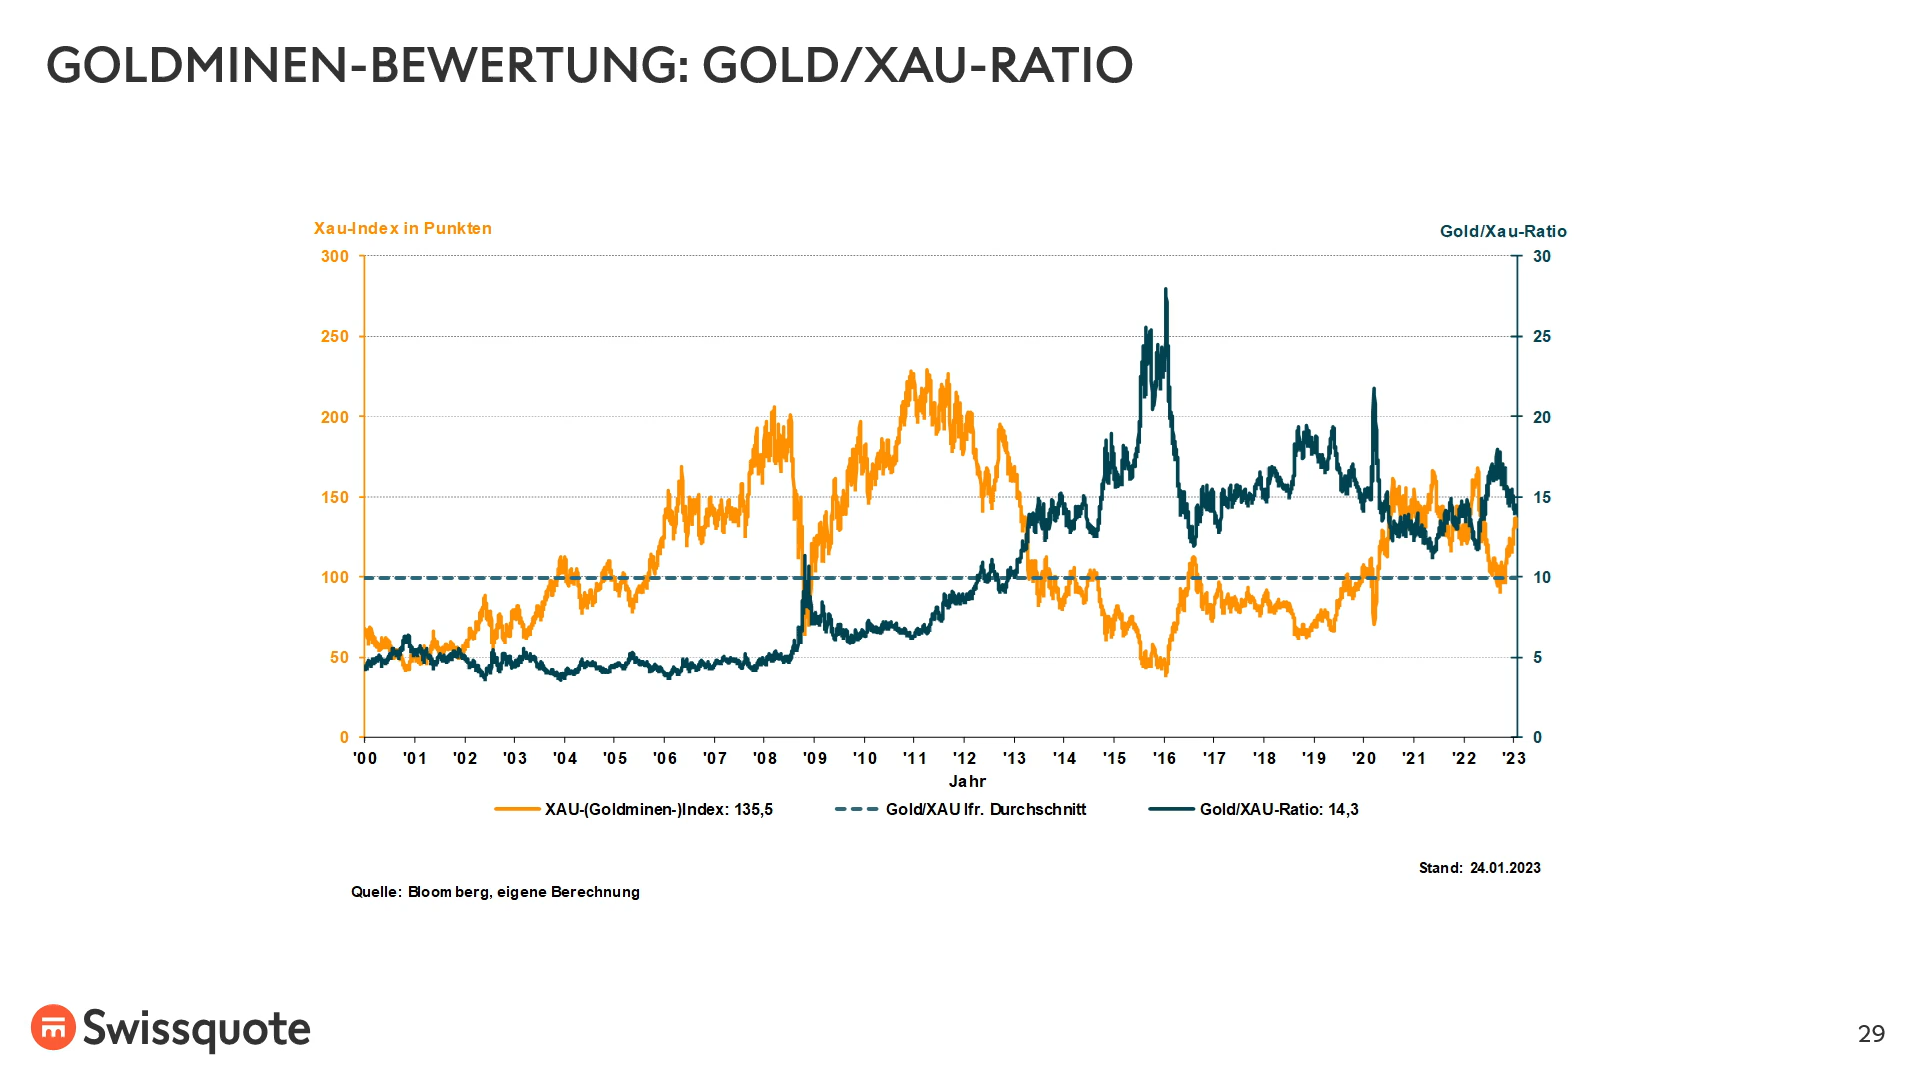 GOLDMINEN-BEWERTUNG: GOLD/XAU-RATIO
Xau-Index in Punkten
Gold/Xau-Ratio
300 30
250 25
200 20
150 15
100 10
50 5
0 0
'00 '01 '02 '03 '04 '05 '06 '07 '08 '09 '10 '11 '12 '13 '14 '15 '16 '17 '18 '19 '20 '21 '22 '23
Jahr
XAU-(Goldminen-)Index: 135,5 Gold/XAU lfr. Durchschnitt Gold/XAU-Ratio: 14,3
Stand: 24.01.2023
Quelle: Bloomberg, eigene Berechnung
Swissquote
29